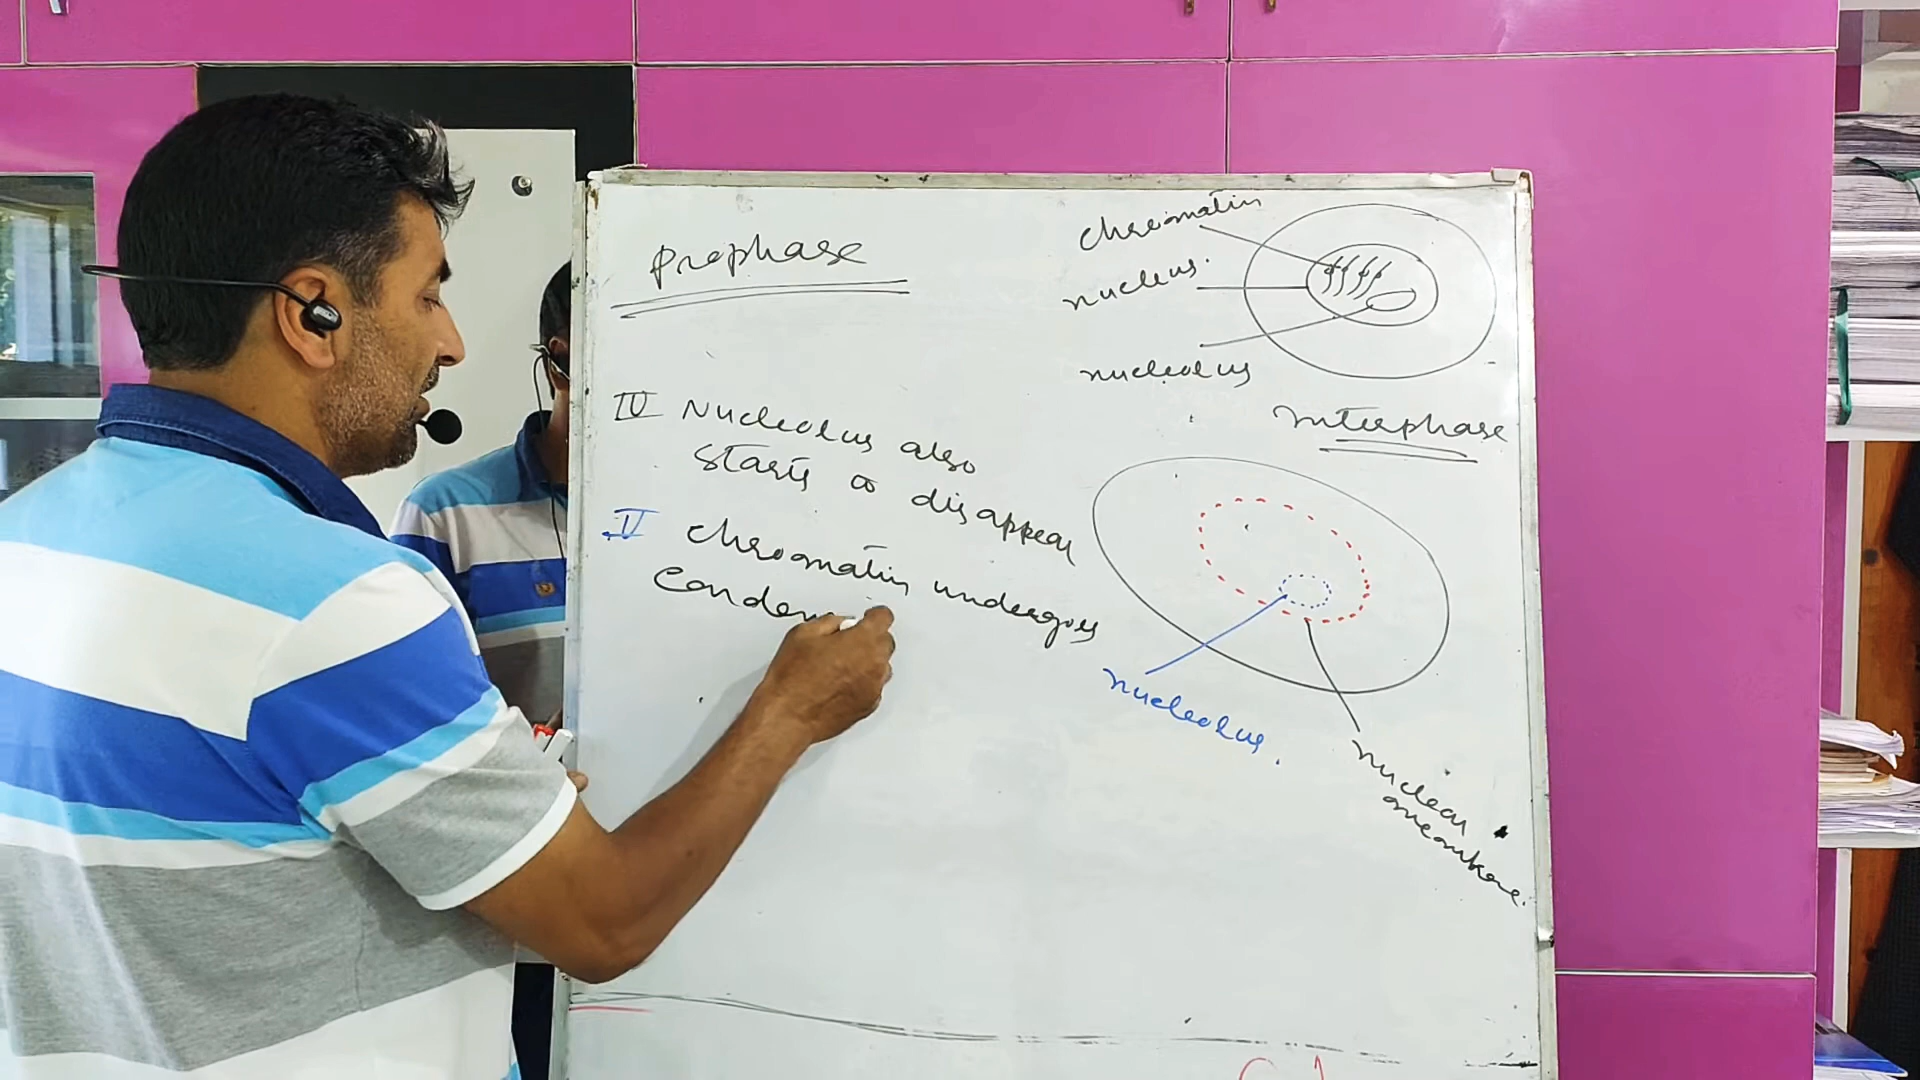 Prophase
chromatin
nucleus.
nucleolus
Interphase
IV Nucleolus also
starts to disappear
V chromatin undergoes
Conden
nucleolus.
nuclear
membrane.